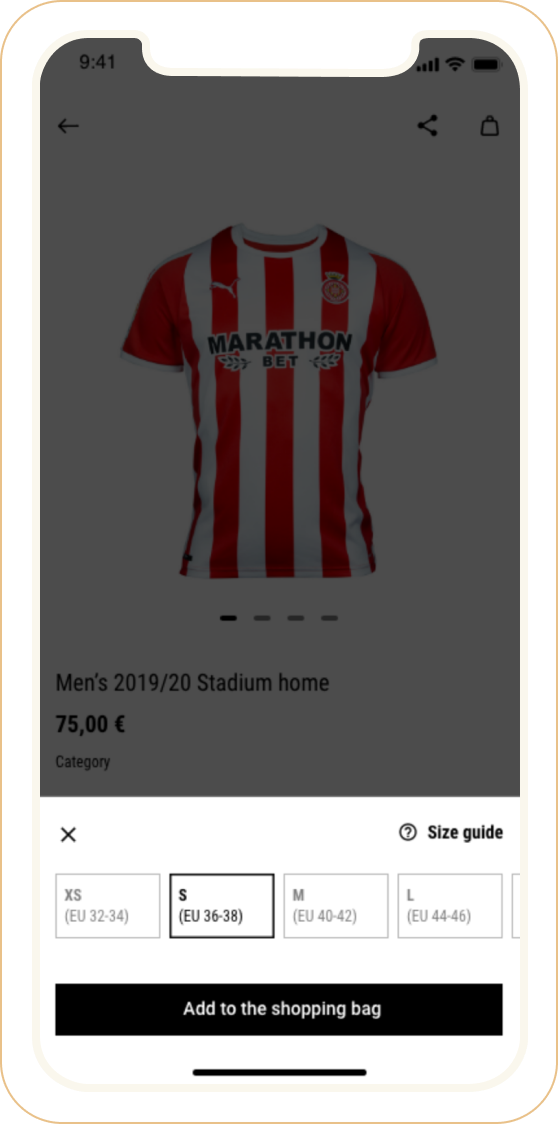 9:41
MARATHON
BET
Men's 2019/20 Stadium home
75,00 €
Category
Size guide
XS
(EU 32-34)
S
(EU 36-38)
M
(EU 40-42)
L
(EU 44-46)
Add to the shopping bag